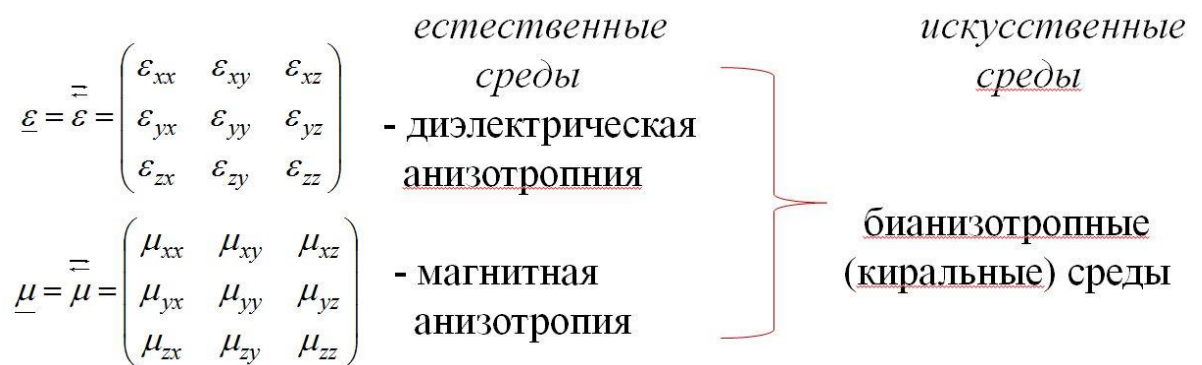 естественные
среды
искусственные
среды
ε = ε = ( εxx εxy εxz
εyx εyy εyz
εzx εzy εzz )
- диэлектрическая
анизотропния
μ = μ = ( μxx μxy μxz
μyx μyy μyz
μzx μzy μzz )
- магнитная
анизотропия
бианизотропные
(киральные) среды